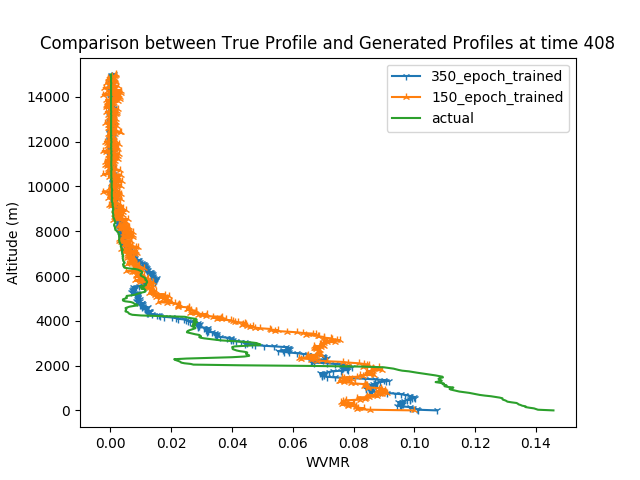 Comparison between True Profile and Generated Profiles at time 408
350_epoch_trained
150_epoch_trained
actual
Altitude (m)
14000
12000
10000
8000
6000
4000
2000
0
0.00 0.02 0.04 0.06 0.08 0.10 0.12 0.14
WVMR